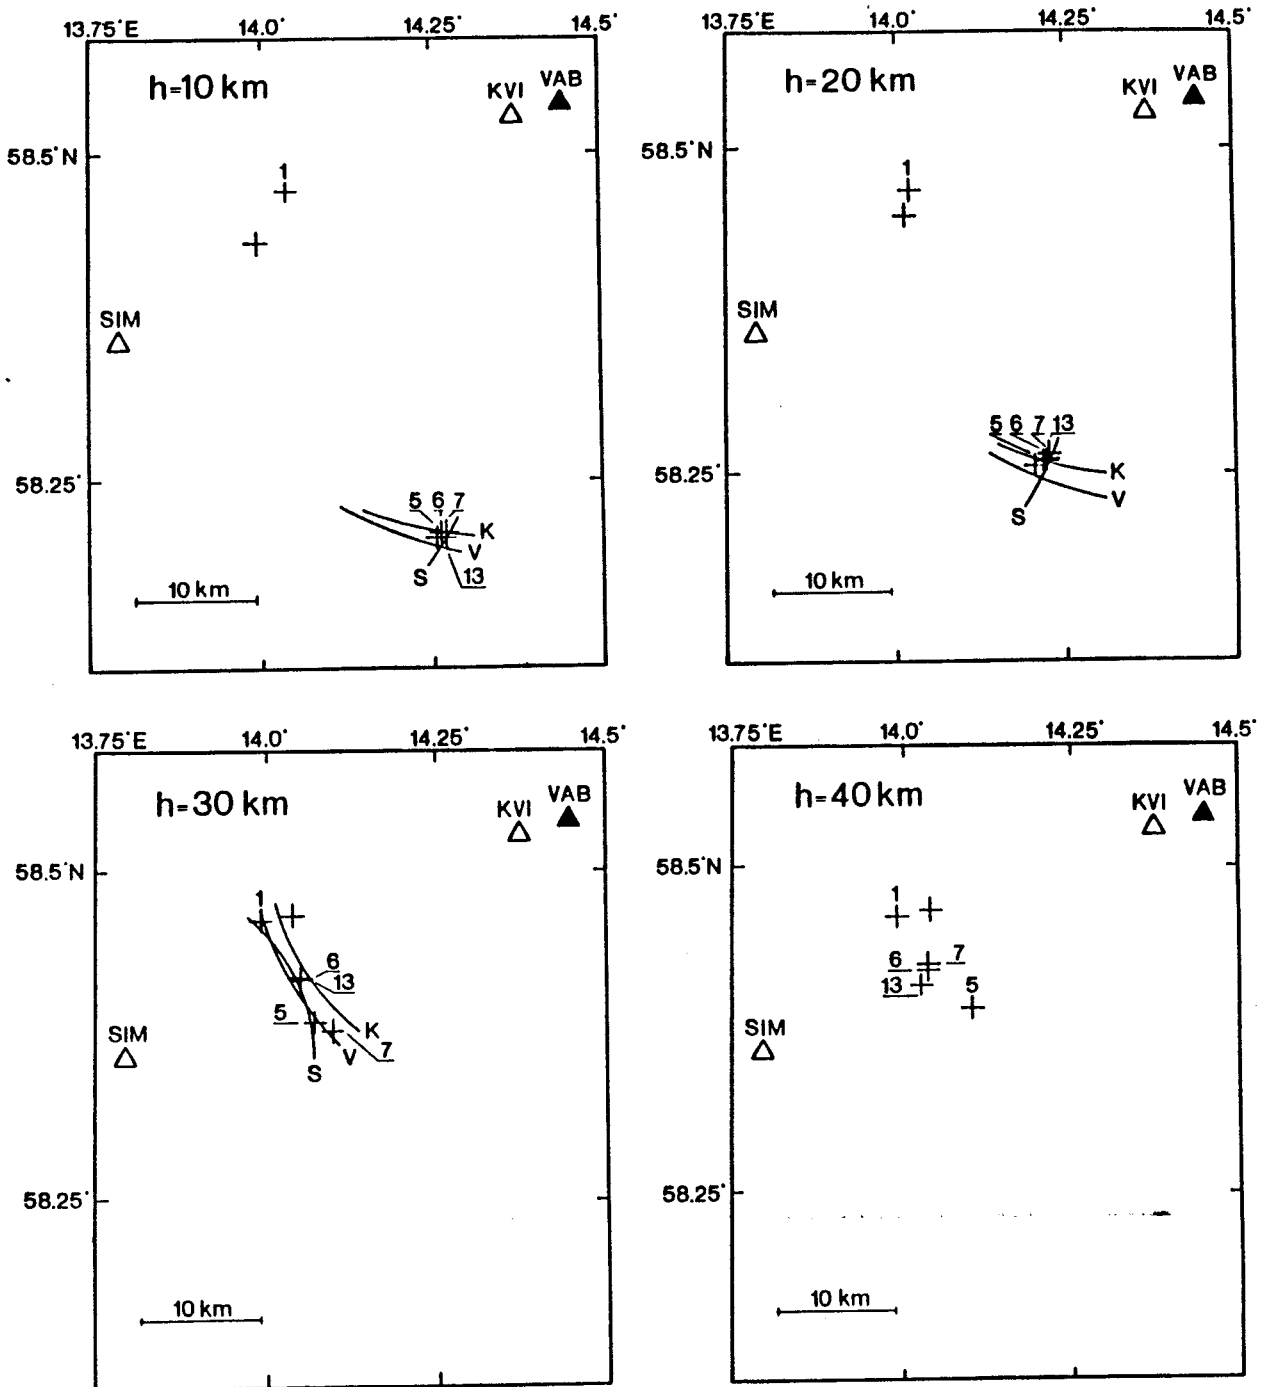 13.75°E 14.0° 14.25° 14.5°
h=10 km
KVI VAB
58.5°N
1
SIM
58.25°
5 6 7
K
V
S
13
10 km
13.75°E 14.0° 14.25° 14.5°
h=20 km
KVI VAB
58.5°N
1
SIM
5 6 7 13
58.25°
K
V
S
10 km
13.75°E 14.0° 14.25° 14.5°
h=30 km
KVI VAB
58.5°N
1
6
13
5
K
SIM
V 7
S
58.25°
10 km
13.75°E 14.0° 14.25° 14.5°
h=40 km
KVI VAB
58.5°N
1
6 7
13 5
SIM
58.25°
10 km